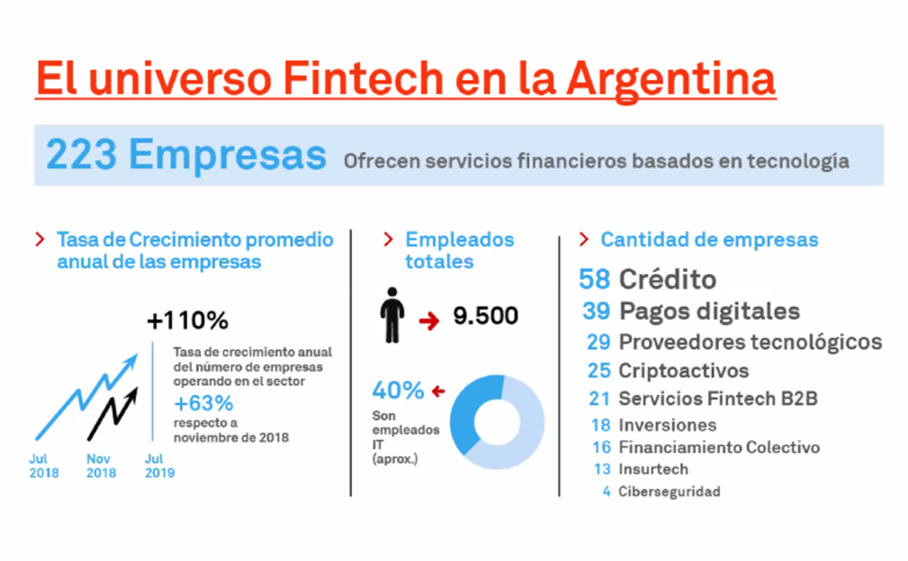 El universo Fintech en la Argentina
223 Empresas Ofrecen servicios financieros basados en tecnología
Tasa de Crecimiento promedio
anual de las empresas
+110%
Tasa de crecimiento anual
del número de empresas
operando en el sector
+63%
respecto a
noviembre de 2018
Jul
2018
Nov
2018
Jul
2019
Empleados
totales
9.500
40%
Son
empleados
IT
(aprox.)
Cantidad de empresas
58 Crédito
39 Pagos digitales
29 Proveedores tecnológicos
25 Criptoactivos
21 Servicios Fintech B2B
18 Inversiones
16 Financiamiento Colectivo
13 Insurtech
4 Ciberseguridad